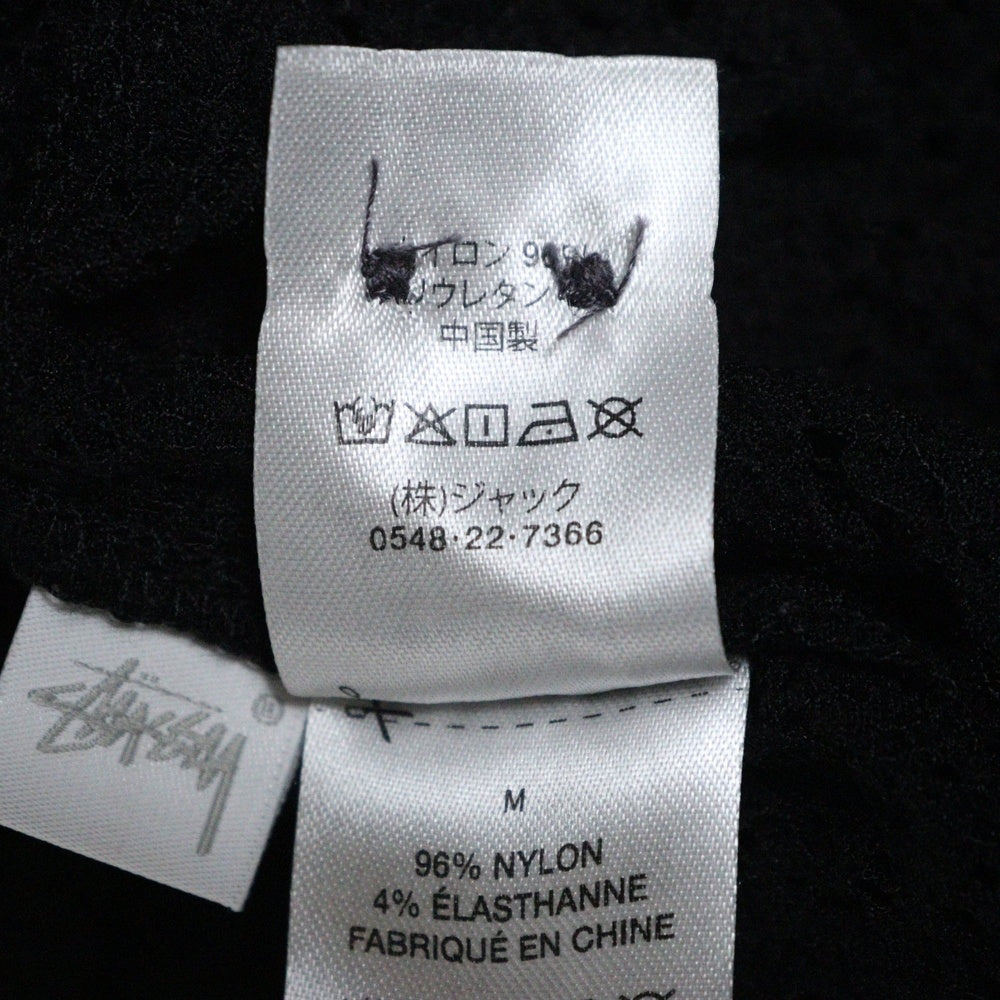 イロン 96%
ウレタン
中国製
(株)ジャック
0548·22·7366
STÜSSY
®
M
96% NYLON
4% ÉLASTHANNE
FABRIQUÉ EN CHINE